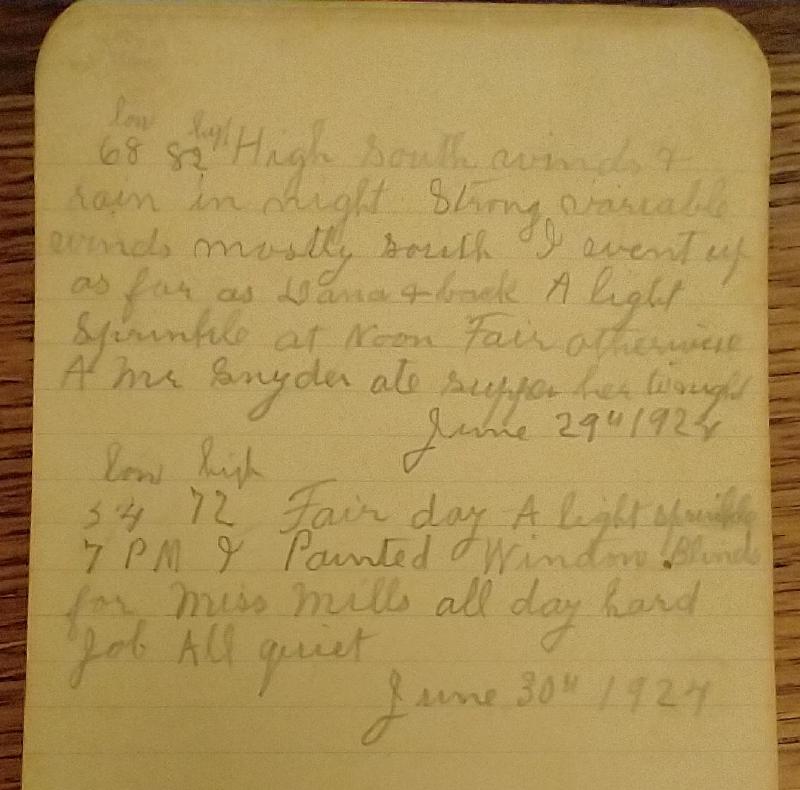 low high
68 82 High South winds &
rain in night Strong variable
winds mostly south I went up
as far as Dana & back A light
Sprinkle at Noon Fair otherwise
A Mr Snyder ate supper her tonight
June 29" 1924
low high
54 72 Fair day A light sprinkle
7 PM I Painted Window Blinds
for Miss Mills all day hard
Job All quiet
June 30" 1924